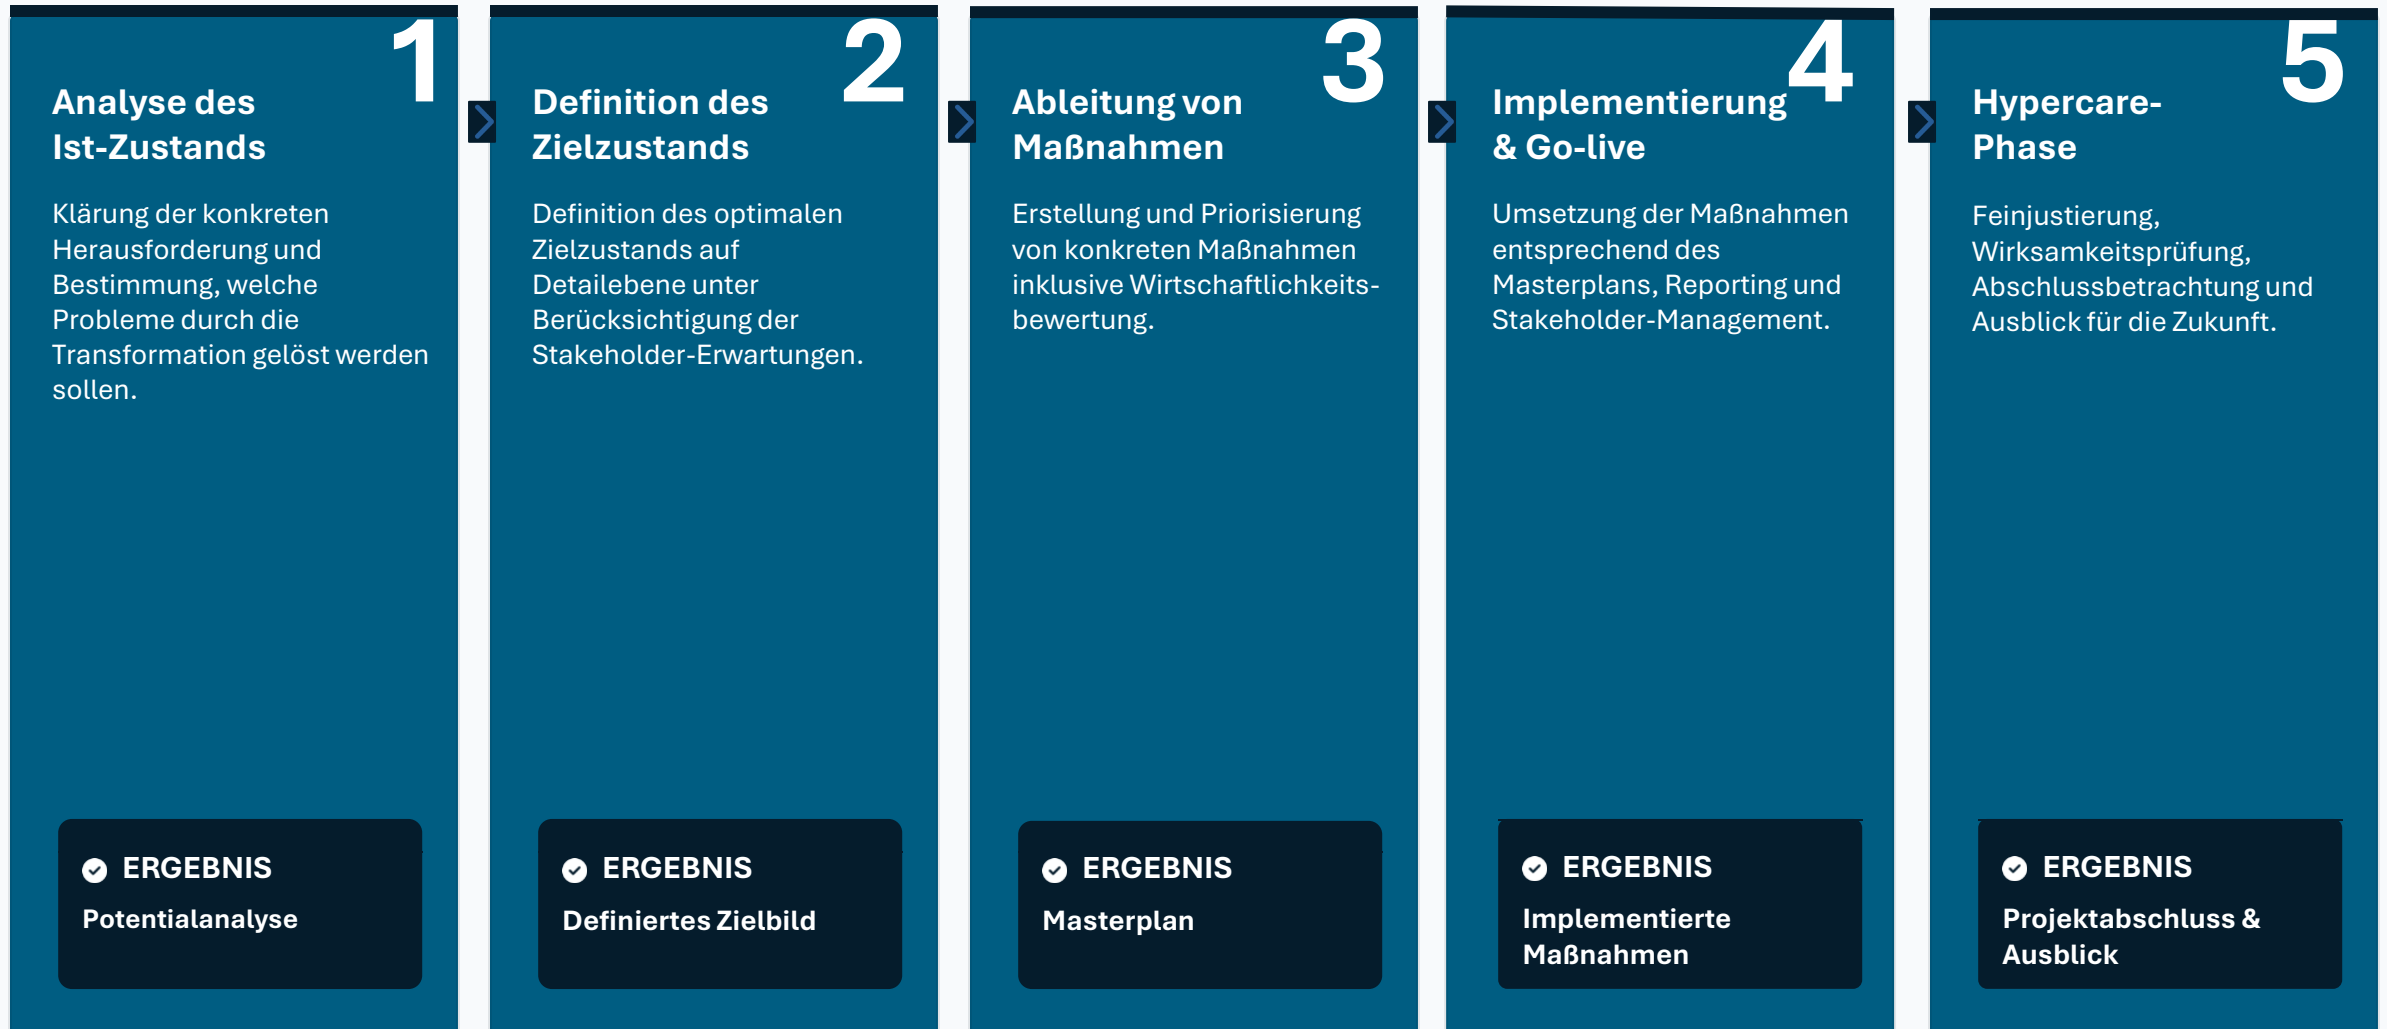 1
Analyse des
Ist-Zustands
Klärung der konkreten
Herausforderung und
Bestimmung, welche
Probleme durch die
Transformation gelöst werden
sollen.
ERGEBNIS
Potentialanalyse
2
Definition des
Zielzustands
Definition des optimalen
Zielzustands auf
Detailebene unter
Berücksichtigung der
Stakeholder-Erwartungen.
ERGEBNIS
Definiertes Zielbild
3
Ableitung von
Maßnahmen
Erstellung und Priorisierung
von konkreten Maßnahmen
inklusive Wirtschaftlichkeits-
bewertung.
ERGEBNIS
Masterplan
4
Implementierung
& Go-live
Umsetzung der Maßnahmen
entsprechend des
Masterplans, Reporting und
Stakeholder-Management.
ERGEBNIS
Implementierte
Maßnahmen
5
Hypercare-
Phase
Feinjustierung,
Wirksamkeitsprüfung,
Abschlussbetrachtung und
Ausblick für die Zukunft.
ERGEBNIS
Projektabschluss &
Ausblick